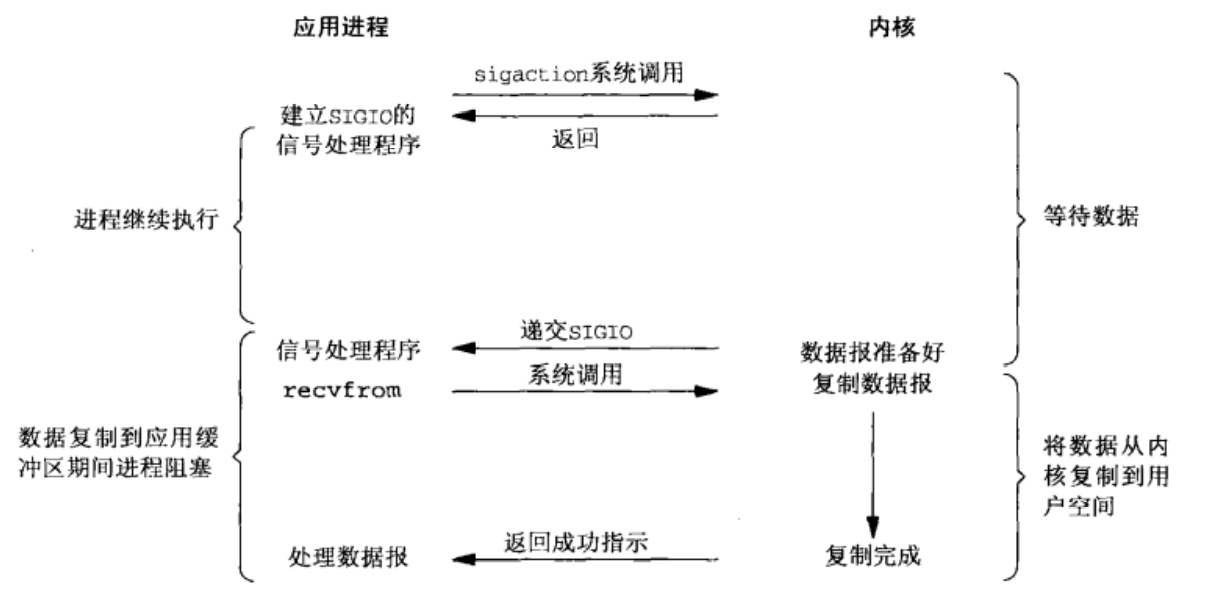 应用进程
内核
sigaction系统调用
建立SIGIO的
信号处理程序
返回
进程继续执行
等待数据
递交SIGIO
信号处理程序
数据报准备好
系统调用
recvfrom
复制数据报
数据复制到应用缓
冲区期间进程阻塞
将数据从内
核复制到用
户空间
返回成功指示
处理数据报
复制完成